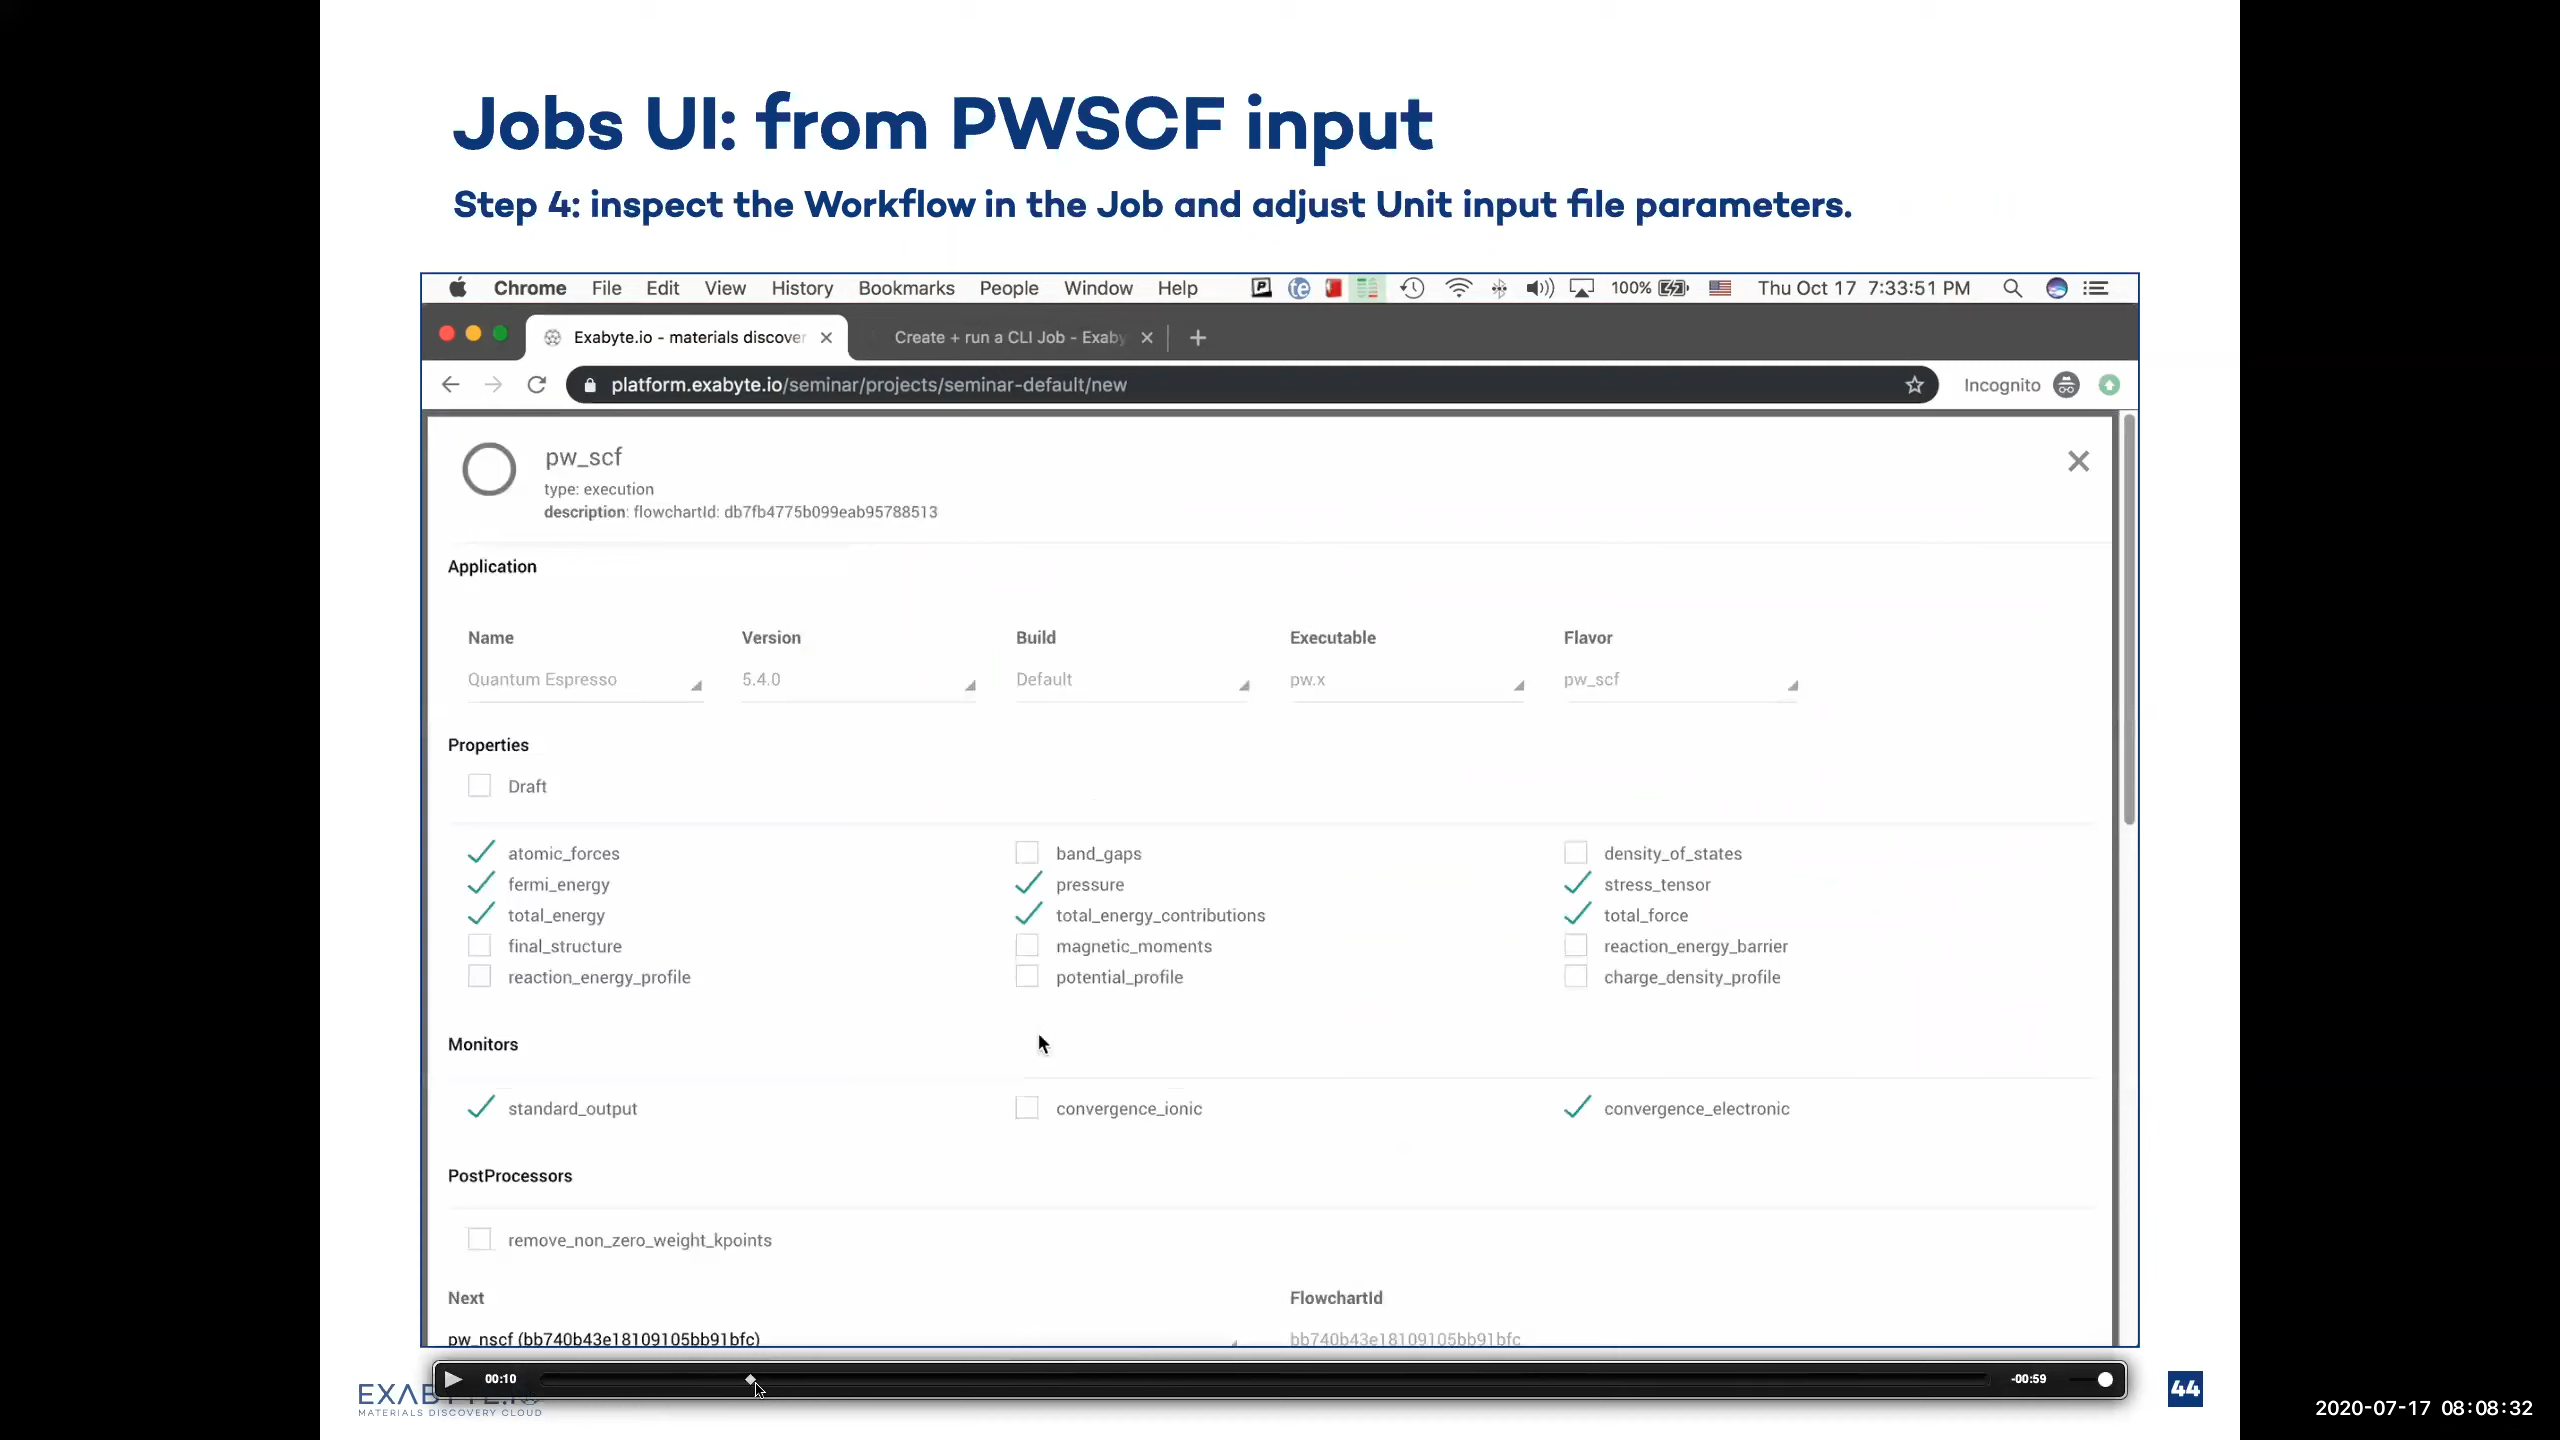 Jobs UI: from PWSCF input
Step 4: inspect the Workflow in the Job and adjust Unit input file parameters.
Chrome File Edit View History Bookmarks People Window Help 100% Thu Oct 17 7:33:51 PM
Exabyte.io - materials discover Create + run a CLI Job - Exaby
platform.exabyte.io/seminar/projects/seminar-default/new Incognito
pw_scf
type: execution
description: flowchartId: db7fb4775b099eab95788513
Application
Name Version Build Executable Flavor
Quantum Espresso 5.4.0 Default pw.x pw_scf
Properties
Draft
atomic_forces band_gaps density_of_states
fermi_energy pressure stress_tensor
total_energy total_energy_contributions total_force
final_structure magnetic_moments reaction_energy_barrier
reaction_energy_profile potential_profile charge_density_profile
Monitors
standard_output convergence_ionic convergence_electronic
PostProcessors
remove_non_zero_weight_kpoints
Next FlowchartId
pw_nscf (bb740b43e18109105bb91bfc) bb740b43e18109105bb91bfc
00:10 -00:59
44
MATERIALS DISCOVERY CLOUD
2020-07-17 08:08:32